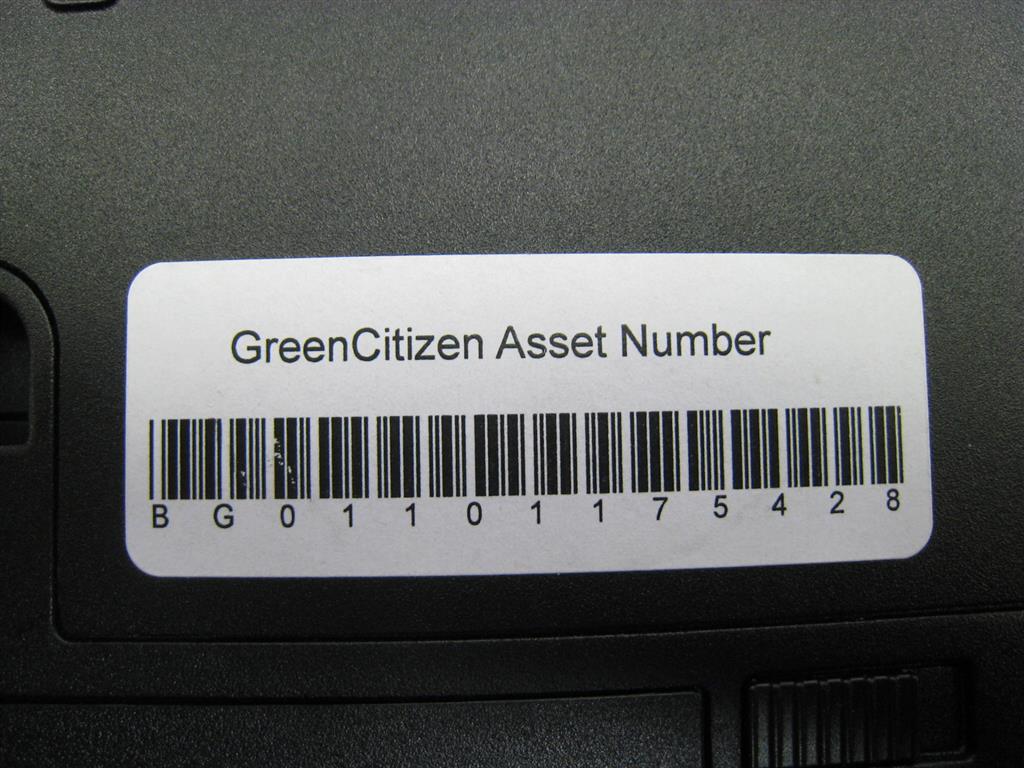 GreenCitizen Asset Number
B G 0 1 1 0 1 1 7 5 4 2 8